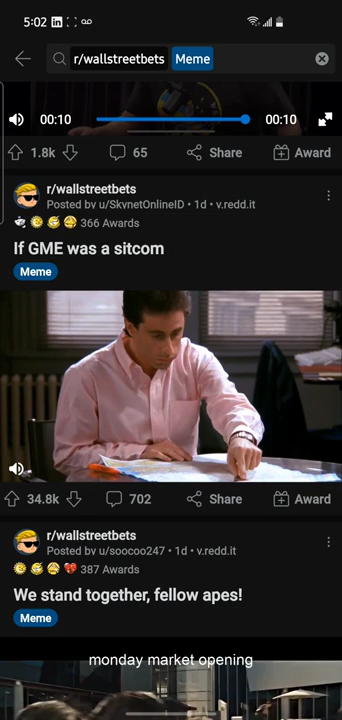 5:02
r/wallstreetbets Meme
00:10 00:10
1.8k 65 Share Award
r/wallstreetbets
Posted by u/SkynetOnlineID • 1d • v.redd.it
366 Awards
If GME was a sitcom
Meme
34.8k 702 Share Award
r/wallstreetbets
Posted by u/soocoo247 • 1d • v.redd.it
387 Awards
We stand together, fellow apes!
Meme
monday market opening